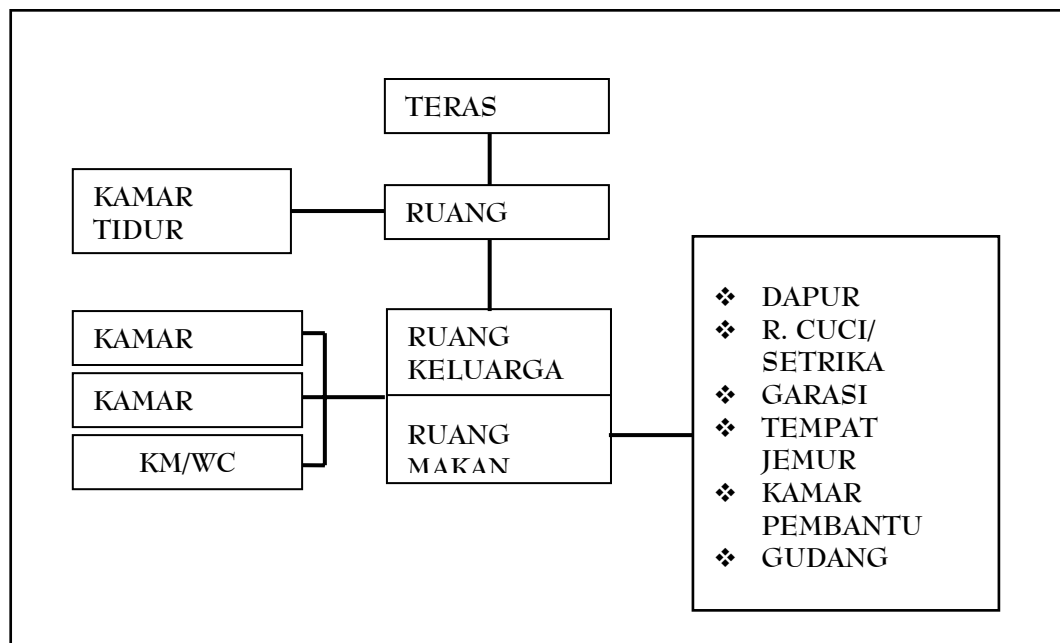 TERAS
KAMAR
TIDUR
RUANG
KAMAR
KAMAR
KM/WC
RUANG
KELUARGA
RUANG
MAKAN
❖ DAPUR
❖ R. CUCI/
SETRIKA
❖ GARASI
❖ TEMPAT
JEMUR
❖ KAMAR
PEMBANTU
❖ GUDANG